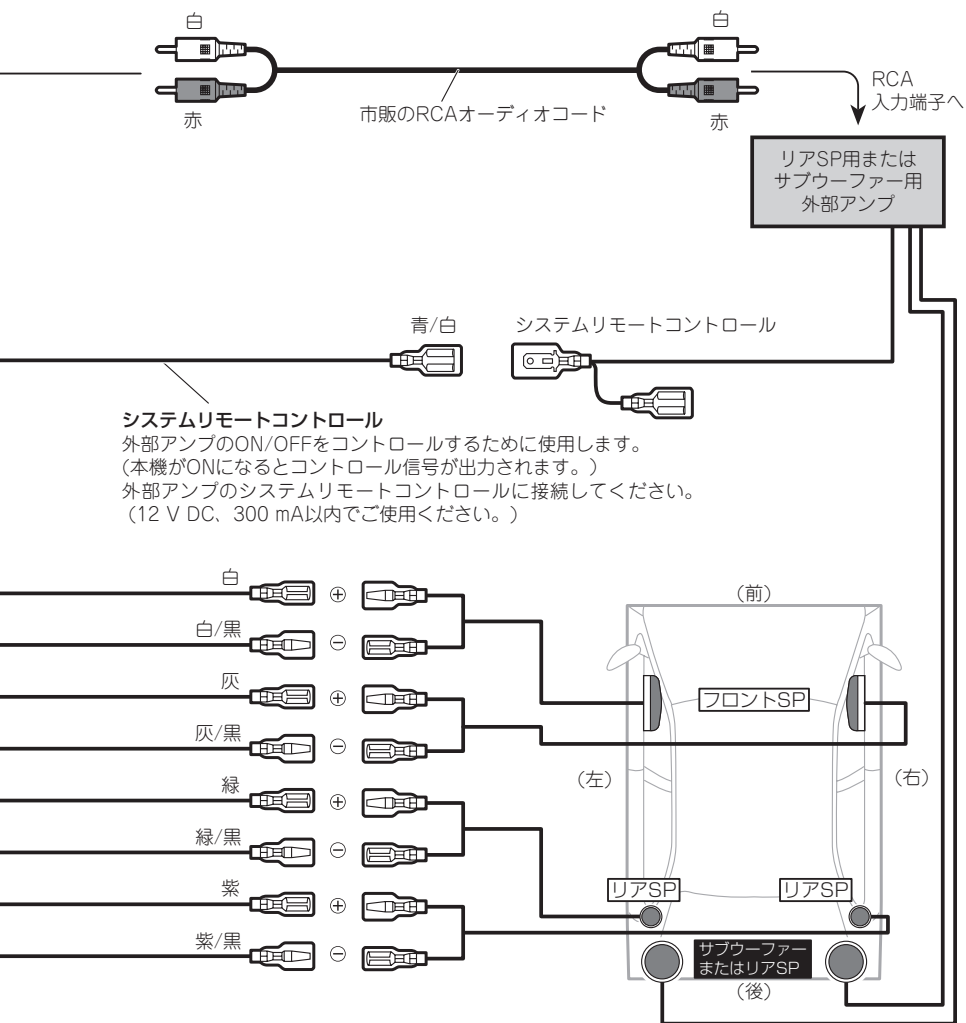 白
白
市販のRCAオーディオコード
赤
赤
RCA
入力端子へ
リアSP用または
サブウーファー用
外部アンプ
青/白
システムリモートコントロール
システムリモートコントロール
外部アンプのON/OFFをコントロールするために使用します。
（本機がONになるとコントロール信号が出力されます。）
外部アンプのシステムリモートコントロールに接続してください。
（12 V DC、300 mA以内でご使用ください。）
白
⊕
白/黒
⊖
灰
⊕
灰/黒
⊖
緑
⊕
緑/黒
⊖
紫
⊕
紫/黒
⊖
（前）
フロントSP
（左）
（右）
リアSP
リアSP
サブウーファー
またはリアSP
（後）